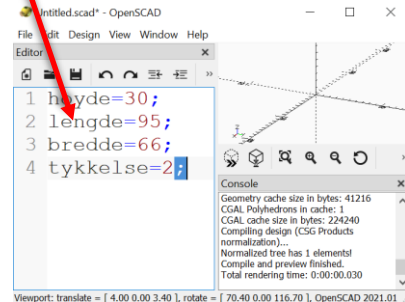 Untitled.scad* - OpenSCAD
File Edit Design View Window Help
Editor
1 hoyde=30;
2 lengde=95;
3 bredde=66;
4 tykkelse=2;
Console
Geometry cache size in bytes: 41216
CGAL Polyhedrons in cache: 1
CGAL cache size in bytes: 224240
Compiling design (CSG Products
normalization)...
Normalized tree has 1 elements!
Compile and preview finished.
Total rendering time: 0:00:00.030
Viewport: translate = [ 4.00 0.00 3.40 ], rotate = [ 70.40 0.00 116.70 ] OpenSCAD 2021.01